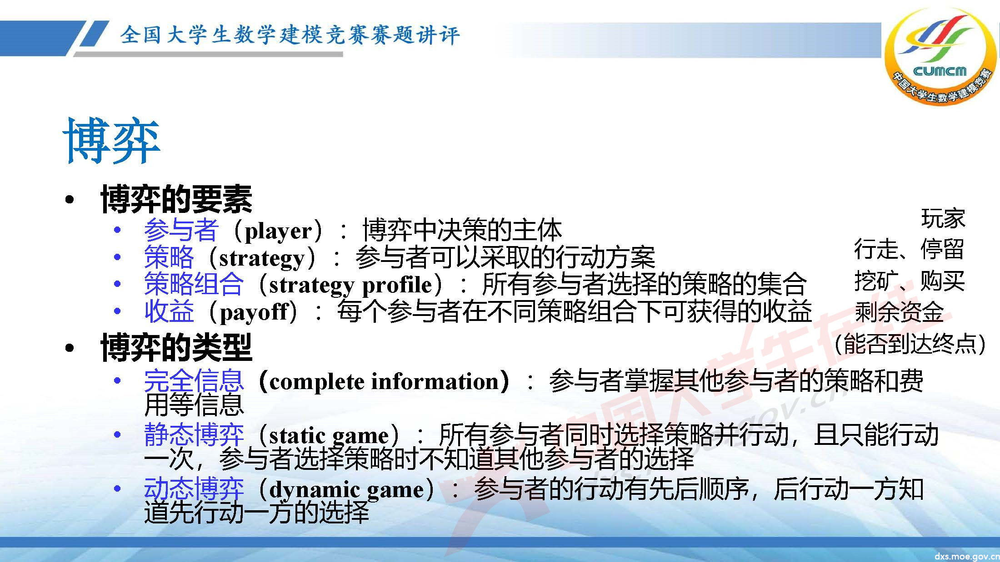 全国大学生数学建模竞赛赛题讲评
CUMCM
中国大学生数学建模竞赛
博弈
• 博弈的要素
• 参与者（player）：博弈中决策的主体
玩家
• 策略（strategy）：参与者可以采取的行动方案
行走、停留
• 策略组合（strategy profile）：所有参与者选择的策略的集合
挖矿、购买
• 收益（payoff）：每个参与者在不同策略组合下可获得的收益
剩余资金
（能否到达终点）
• 博弈的类型
• 完全信息（complete information）：参与者掌握其他参与者的策略和费
用等信息
• 静态博弈（static game）：所有参与者同时选择策略并行动，且只能行动
一次，参与者选择策略时不知道其他参与者的选择
• 动态博弈（dynamic game）：参与者的行动有先后顺序，后行动一方知
道先行动一方的选择
中国大学生在线
dxs.moe.gov.cn
dxs.moe.gov.cn